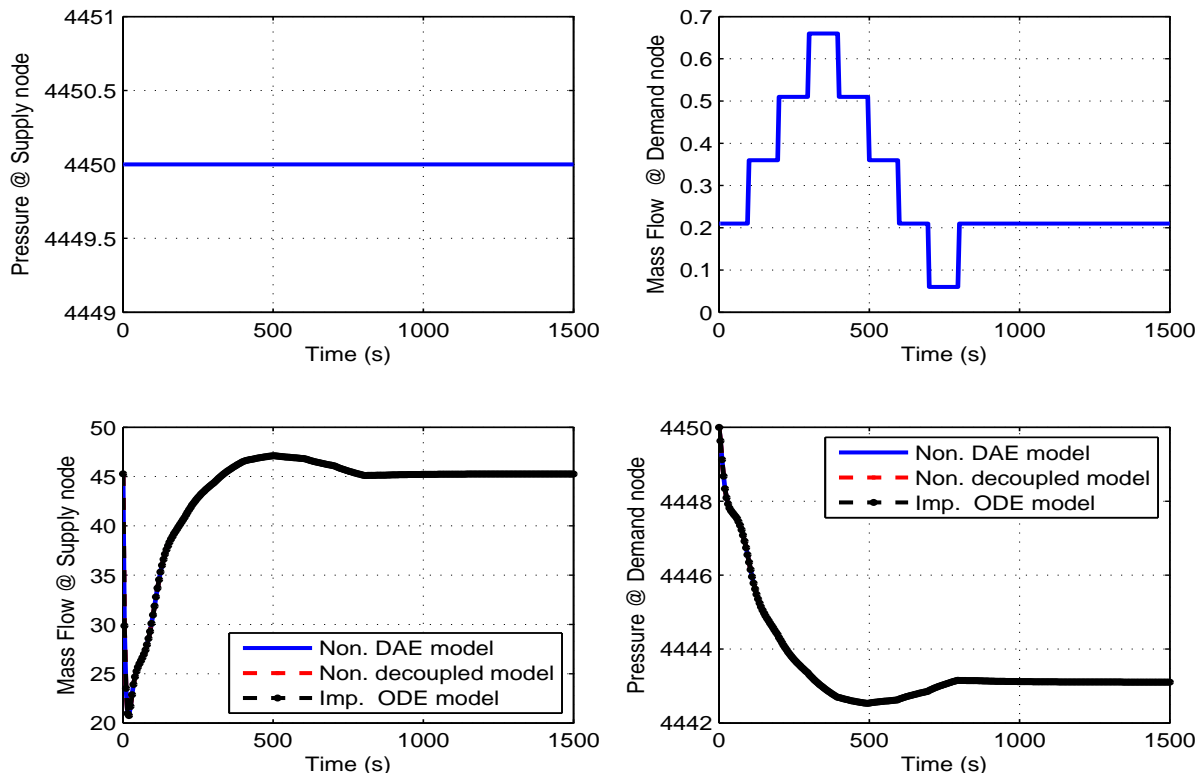 4451
4450.5
4450
4449.5
4449
Pressure @ Supply node
0
500
1000
1500
Time (s)
0.7
0.6
0.5
0.4
0.3
0.2
0.1
0
Mass Flow @ Demand node
0
500
1000
1500
Time (s)
50
45
40
35
30
25
20
Mass Flow @ Supply node
Non. DAE model
Non. decoupled model
Imp. ODE model
0
500
1000
1500
Time (s)
4450
4448
4446
4444
4442
Pressure @ Demand node
Non. DAE model
Non. decoupled model
Imp. ODE model
0
500
1000
1500
Time (s)